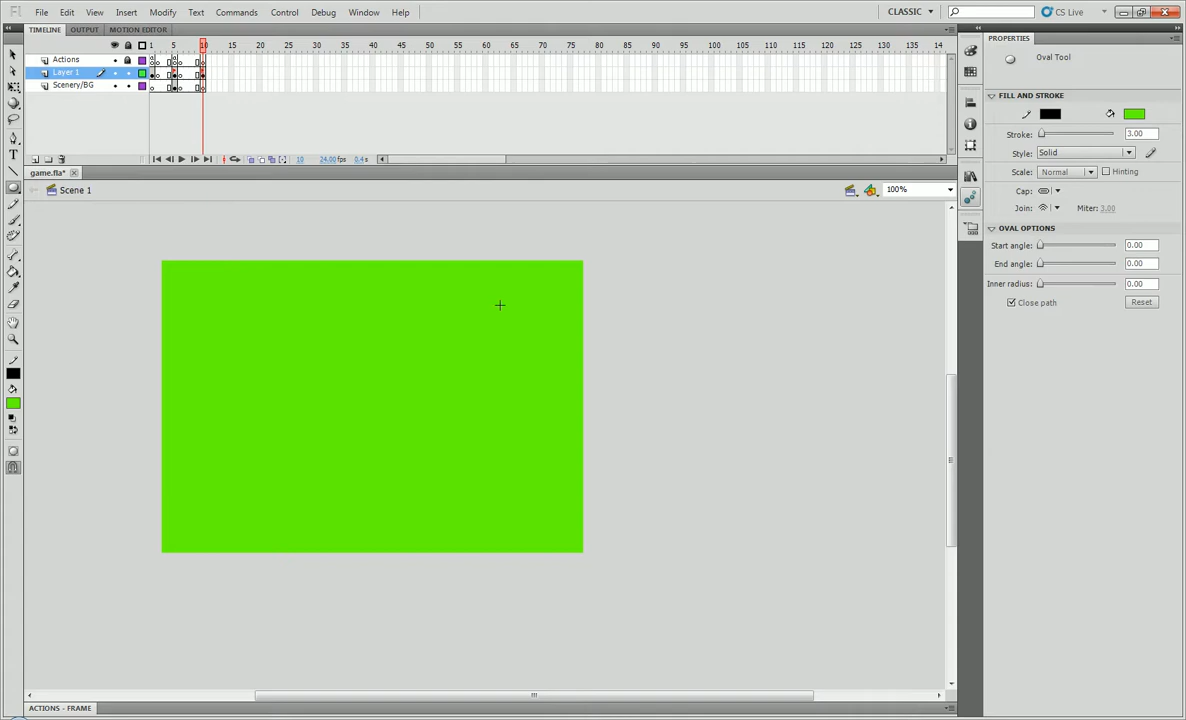 Fl File Edit View Insert Modify Text Commands Control Debug Window Help CLASSIC CS Live
TIMELINE OUTPUT MOTION EDITOR
1 5 10 15 20 25 30 35 40 45 50 55 60 65 70 75 80 85 90 95 100 105 110 115 120 125 130 135 14
Actions
Layer 1
Scenery/BG
10 24.00 fps 0.4 s
game.fla*
Scene 1 100%
PROPERTIES
Oval Tool
FILL AND STROKE
Stroke: 3.00
Style: Solid
Scale: Normal Hinting
Cap:
Join: Miter: 3.00
OVAL OPTIONS
Start angle: 0.00
End angle: 0.00
Inner radius: 0.00
Close path Reset
ACTIONS - FRAME